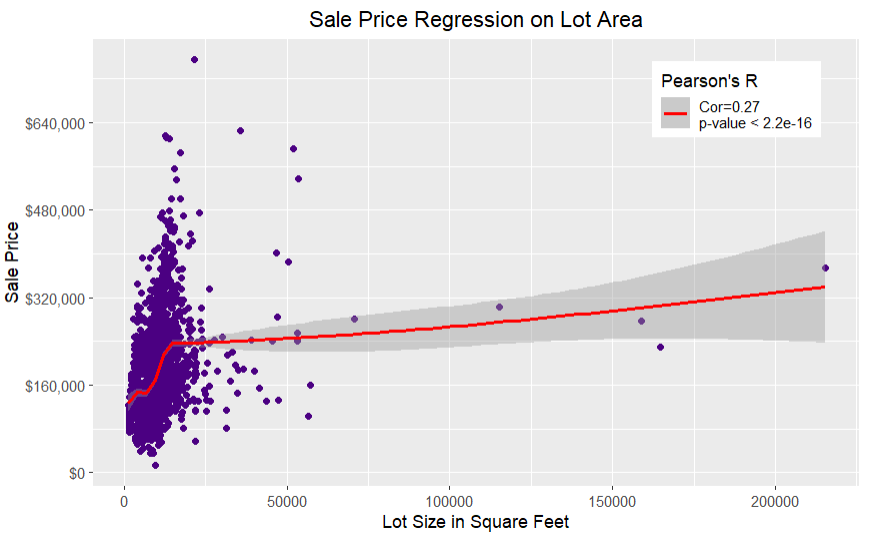 Sale Price Regression on Lot Area
Pearson's R
Cor=0.27
p-value < 2.2e-16
Sale Price
$640,000
$480,000
$320,000
$160,000
$0
0
50000
100000
150000
200000
Lot Size in Square Feet